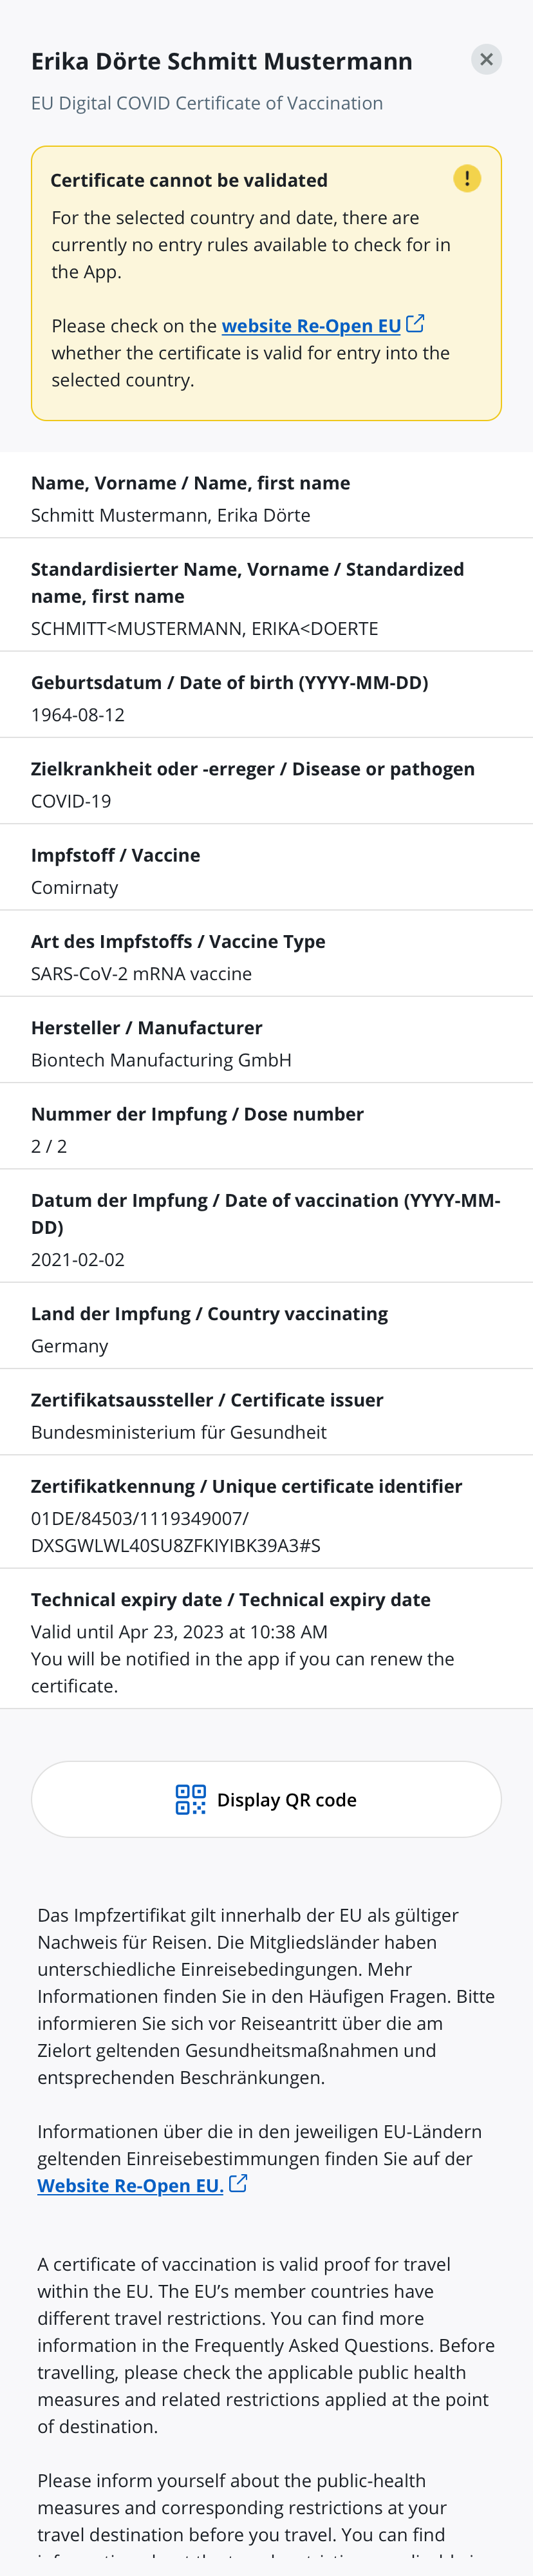 Erika Dörte Schmitt Mustermann
EU Digital COVID Certificate of Vaccination
Certificate cannot be validated
For the selected country and date, there are
currently no entry rules available to check for in
the App.
Please check on the website Re-Open EU
whether the certificate is valid for entry into the
selected country.
Name, Vorname / Name, first name
Schmitt Mustermann, Erika Dörte
Standardisierter Name, Vorname / Standardized
name, first name
SCHMITT<MUSTERMANN, ERIKA<DOERTE
Geburtsdatum / Date of birth (YYYY-MM-DD)
1964-08-12
Zielkrankheit oder -erreger / Disease or pathogen
COVID-19
Impfstoff / Vaccine
Comirnaty
Art des Impfstoffs / Vaccine Type
SARS-CoV-2 mRNA vaccine
Hersteller / Manufacturer
Biontech Manufacturing GmbH
Nummer der Impfung / Dose number
2 / 2
Datum der Impfung / Date of vaccination (YYYY-MM-
DD)
2021-02-02
Land der Impfung / Country vaccinating
Germany
Zertifikatsaussteller / Certificate issuer
Bundesministerium für Gesundheit
Zertifikatkennung / Unique certificate identifier
01DE/84503/1119349007/
DXSGWLWL40SU8ZFKIYIBK39A3#S
Technical expiry date / Technical expiry date
Valid until Apr 23, 2023 at 10:38 AM
You will be notified in the app if you can renew the
certificate.
Display QR code
Das Impfzertifikat gilt innerhalb der EU als gültiger
Nachweis für Reisen. Die Mitgliedsländer haben
unterschiedliche Einreisebedingungen. Mehr
Informationen finden Sie in den Häufigen Fragen. Bitte
informieren Sie sich vor Reiseantritt über die am
Zielort geltenden Gesundheitsmaßnahmen und
entsprechenden Beschränkungen.
Informationen über die in den jeweiligen EU-Ländern
geltenden Einreisebestimmungen finden Sie auf der
Website Re-Open EU.
A certificate of vaccination is valid proof for travel
within the EU. The EU’s member countries have
different travel restrictions. You can find more
information in the Frequently Asked Questions. Before
travelling, please check the applicable public health
measures and related restrictions applied at the point
of destination.
Please inform yourself about the public-health
measures and corresponding restrictions at your
travel destination before you travel. You can find